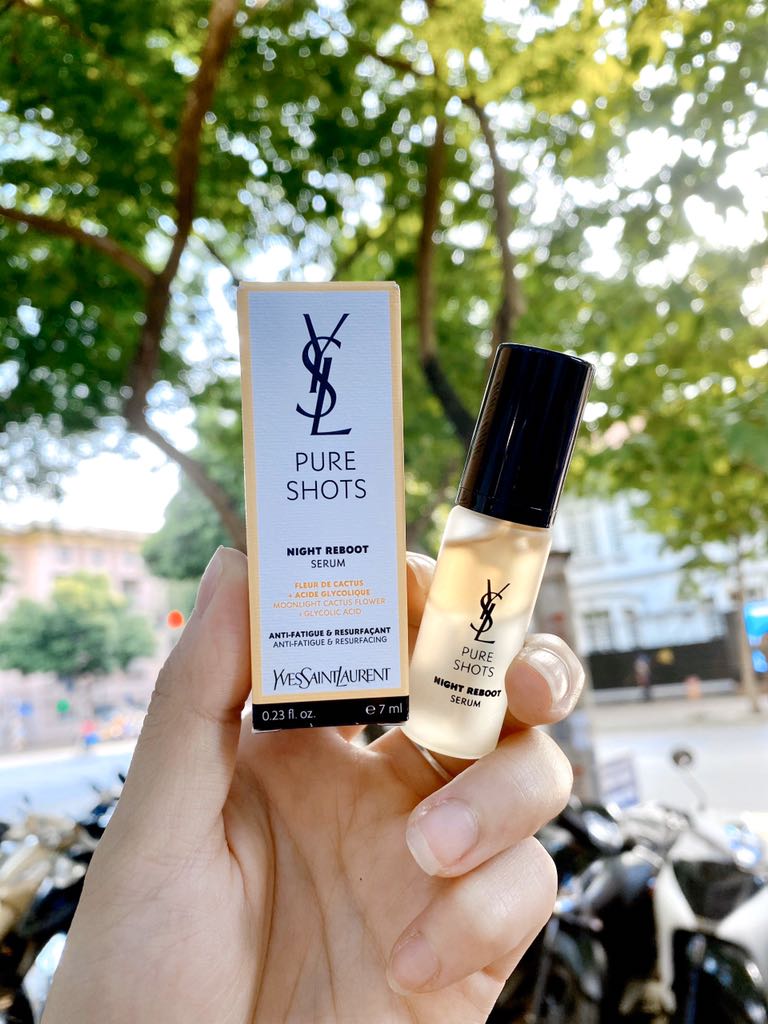 YSL
PURE
SHOTS
NIGHT REBOOT
SERUM
FLEUR DE CACTUS
+ ACIDE GLYCOLIQUE
MOONLIGHT CACTUS FLOWER
+ GLYCOLIC ACID
ANTI-FATIGUE & RESURFAÇANT
ANTI-FATIGUE & RESURFACING
YVESSAINTLAURENT
0.23 fl. oz. ℮ 7 ml
YSL
PURE
SHOTS
NIGHT REBOOT
SERUM